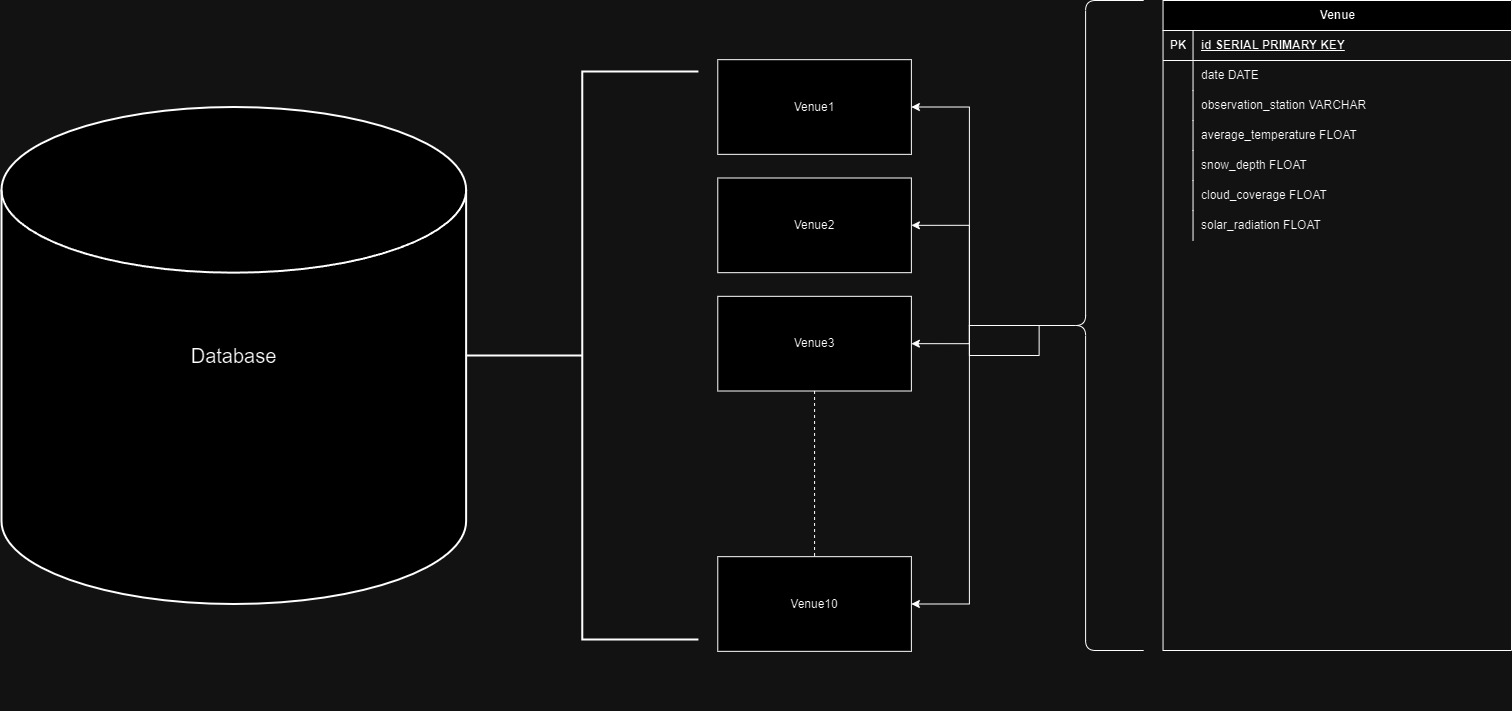 Database
Venue1
Venue2
Venue3
Venue10
Venue
PK id SERIAL PRIMARY KEY
date DATE
observation_station VARCHAR
average_temperature FLOAT
snow_depth FLOAT
cloud_coverage FLOAT
solar_radiation FLOAT